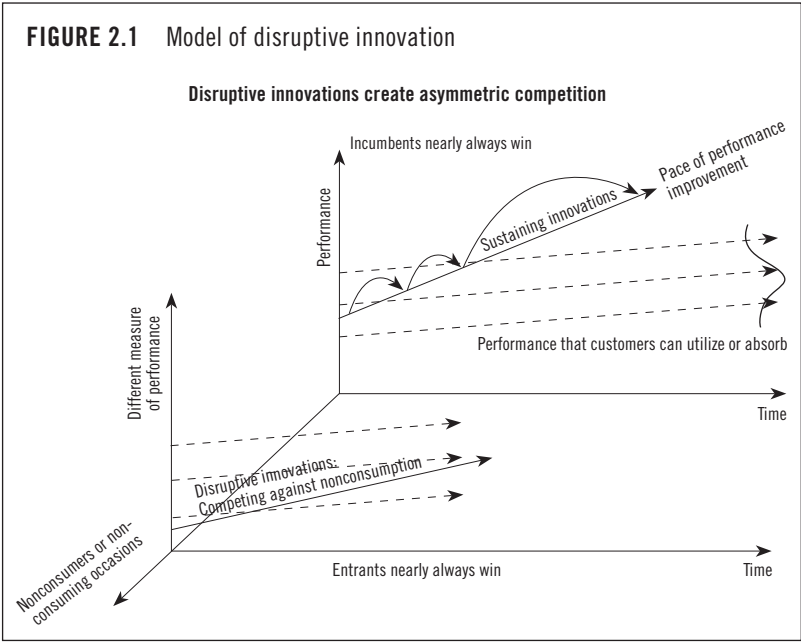 FIGURE 2.1 Model of disruptive innovation
Disruptive innovations create asymmetric competition
Incumbents nearly always win
Pace of performance
improvement
Performance
Sustaining innovations
Different measure
of performance
Performance that customers can utilize or absorb
Time
Disruptive innovations:
Competing against nonconsumption
Nonconsumers or non-
consuming occasions
Entrants nearly always win
Time